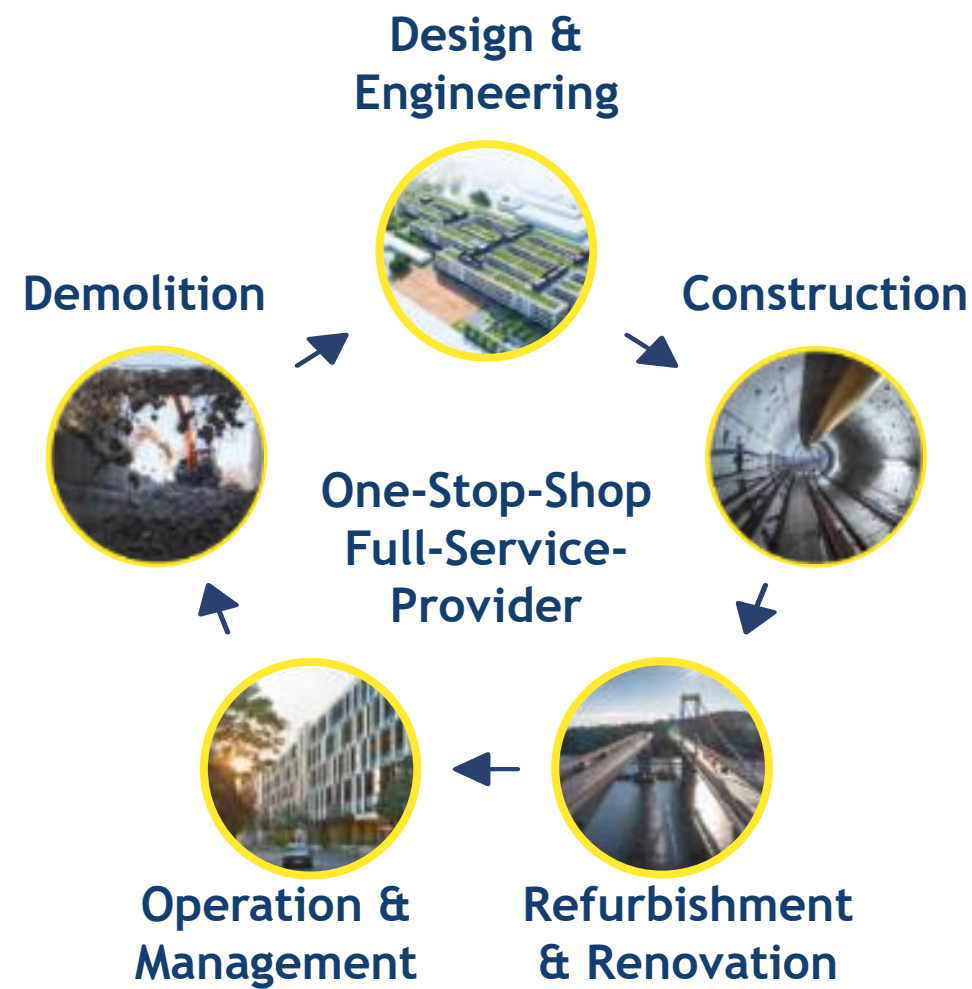 Design &
Engineering
Demolition
Construction
One-Stop-Shop
Full-Service-
Provider
Operation &
Management
Refurbishment
& Renovation